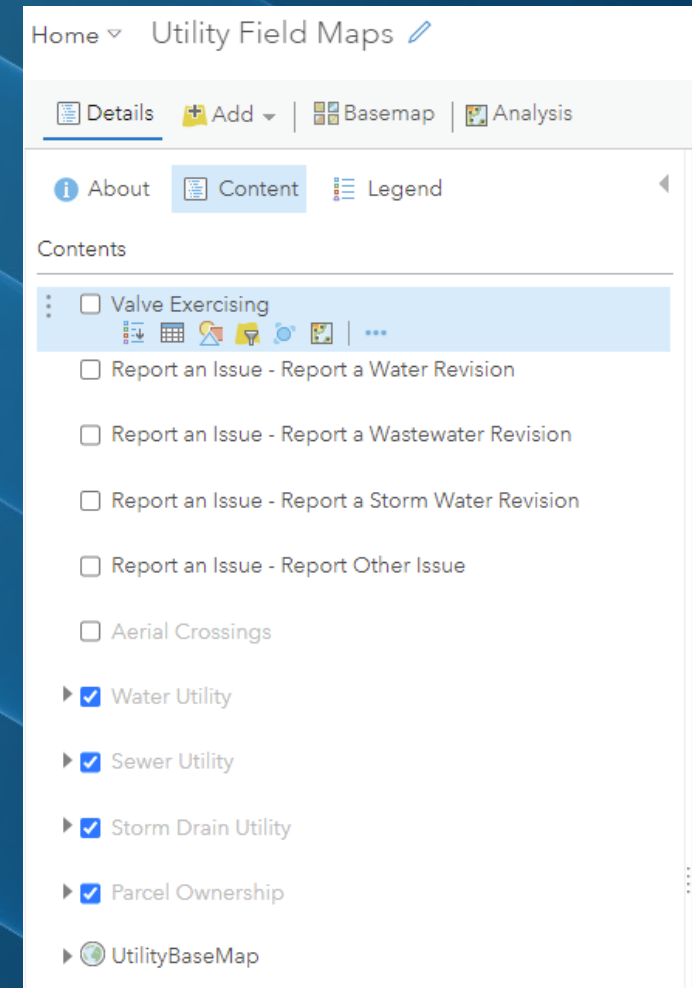 Home Utility Field Maps
Details Add Basemap Analysis
About Content Legend
Contents
Valve Exercising
Report an Issue - Report a Water Revision
Report an Issue - Report a Wastewater Revision
Report an Issue - Report a Storm Water Revision
Report an Issue - Report Other Issue
Aerial Crossings
Water Utility
Sewer Utility
Storm Drain Utility
Parcel Ownership
UtilityBaseMap